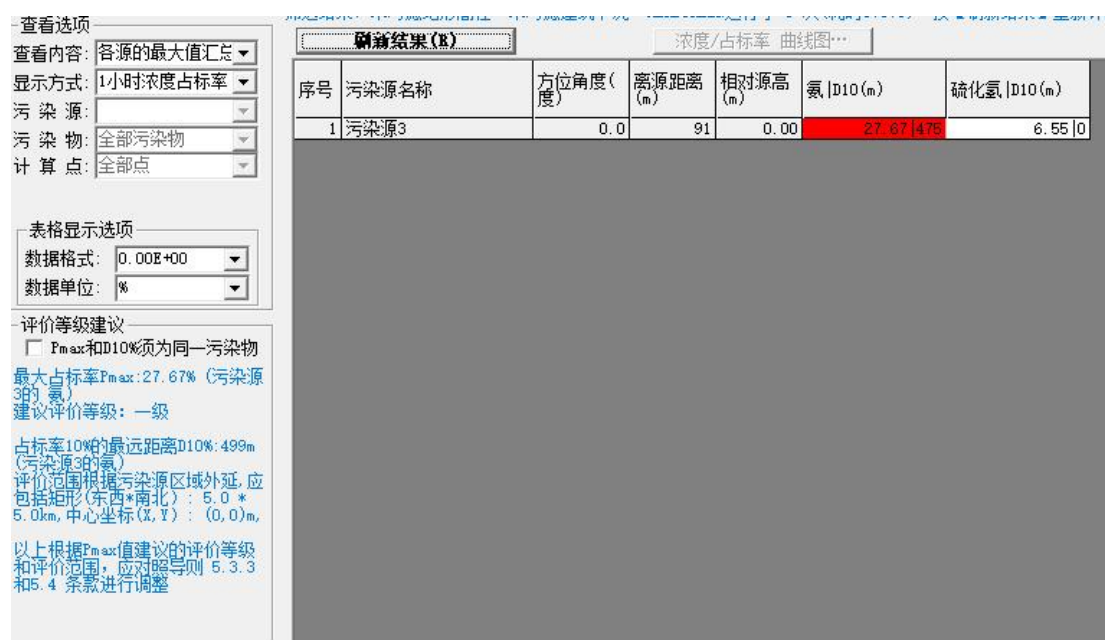 查看选项
查看内容: 各源的最大值汇总
显示方式: 1小时浓度占标率
污 染 源:
污 染 物: 全部污染物
计 算 点: 全部点
表格显示选项
数据格式: 0.00E+00
数据单位: %
评价等级建议
Pmax和D10%须为同一污染物
最大占标率Pmax:27.67% (污染源
3的 氨)
建议评价等级: 一级
占标率10%的最远距离D10%:499m
(污染源3的氨)
评价范围根据污染源区域外延,应
包括矩形(东西*南北): 5.0 *
5.0km,中心坐标(X,Y): (0,0)m,
以上根据Pmax值建议的评价等级
和评价范围,应对照导则 5.3.3
和5.4 条款进行调整
刷新结果(R)
浓度/占标率 曲线图…
序号 污染源名称 方位角度(度) 离源距离(m) 相对源高(m) 氨|D10(m) 硫化氢|D10(m)
1 污染源3 0.0 91 0.00 27.67|475 6.55|0